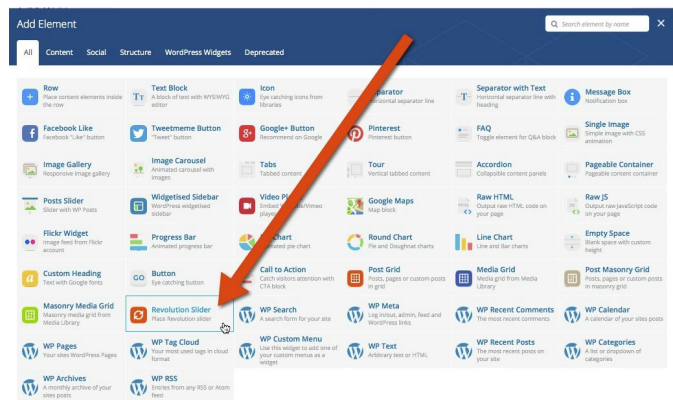 Add Element
Search element by name
All Content Social Structure WordPress Widgets Deprecated
Row
Place content elements inside
the row
Text Block
A block of text with WYSIWYG
editor
Icon
Eye catching icons from
libraries
Horizontal separator line
Separator with Text
Horizontal separator line with
heading
Message Box
Notification box
Facebook Like
Facebook "Like" button
Tweetmeme Button
"Tweet" button
Google+ Button
Recommend on Google
Pinterest
Pinterest button
FAQ
Toggle element for Q&A block
Single Image
Simple image with CSS
animation
Image Gallery
Responsive image gallery
Image Carousel
Animated carousel with
images
Tabs
Tabbed content
Tour
Vertical tabbed content
Accordion
Collapsible content panels
Pageable Container
Pageable content container
Posts Slider
Slider with WP Posts
Widgetised Sidebar
WordPress widgetised
sidebar
Video
Embed /Vimeo
player
Google Maps
Map block
Raw HTML
Output raw HTML code on
your page
Raw JS
Output raw JavaScript code
on your page
Flickr Widget
Image feed from Flickr
account
Progress Bar
Animated progress bar
Chart
Animated pie chart
Round Chart
Pie and Doughnat charts
Line Chart
Line and Bar charts
Empty Space
Blank space with custom
height
Custom Heading
Text with Google fonts
GO
Button
Eye catching button
Call to Action
Catch visitors attention with
CTA block
Post Grid
Posts, pages or custom posts
in grid
Media Grid
Media grid from Media
Library
Post Masonry Grid
Posts, pages or custom posts
in masonry grid
Masonry Media Grid
Masonry media grid from
Media Library
Revolution Slider
Place Revolution slider
WP Search
A search form for your site
WP Meta
Log in/out, admin, feed and
WordPress links
WP Recent Comments
The most recent comments
WP Calendar
A calendar of your sites posts
WP Pages
Your sites WordPress Pages
WP Tag Cloud
Your most used tags in cloud
format
WP Custom Menu
Use this widget to add one of
your custom menus as a
widget
WP Text
Arbitrary text or HTML
WP Recent Posts
The most recent posts on
your site
WP Categories
A list or dropdown of
categories
WP Archives
A monthly archive of your
sites posts
WP RSS
Entries from any RSS or Atom
feed